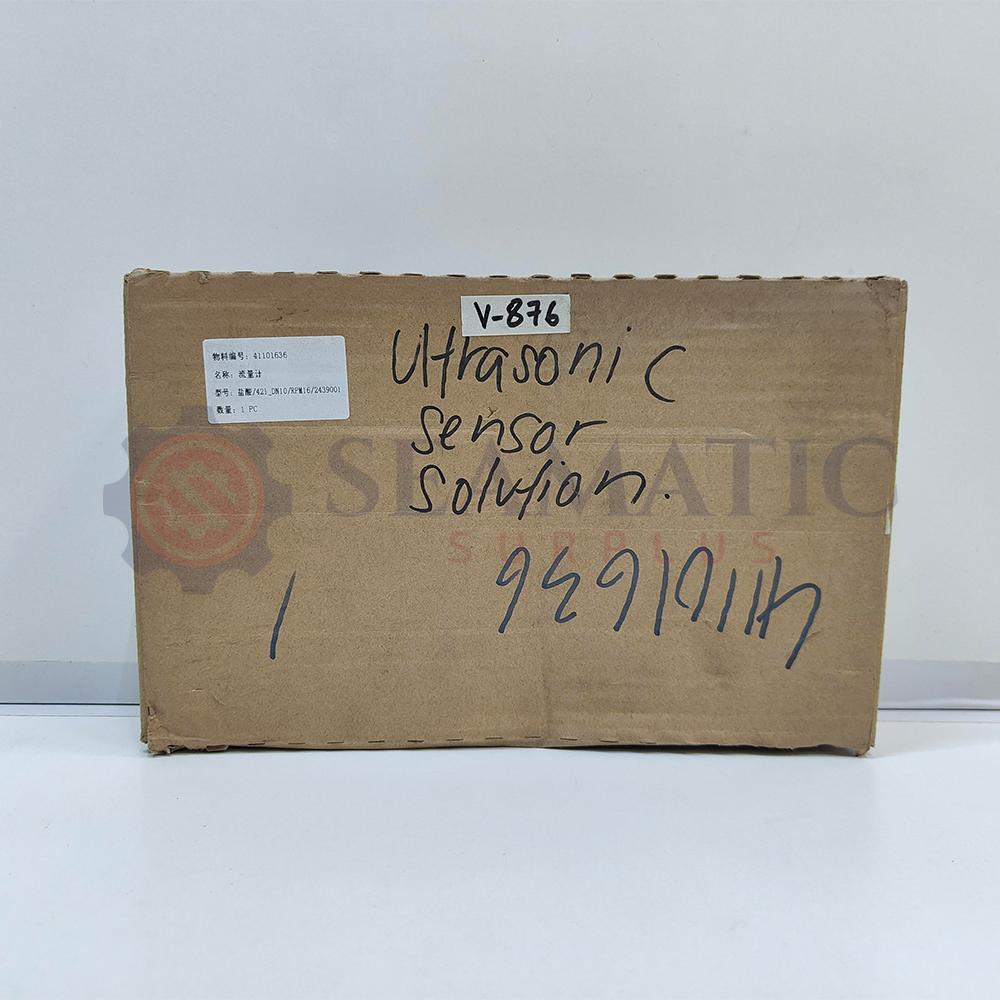 V-876
物料编号: 41101636
名称: 流量计
型号: 盐酸/421_DN10/RPM16/2439001
数量: 1 PC
Ultrasonic
sensor
solution.
SEAMATIC
SURPLUS
1
41101636